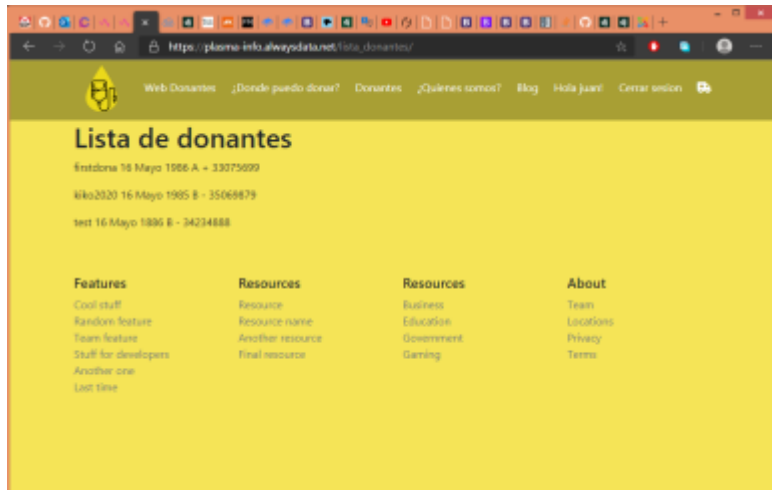 https://plasma-info.alwaysdata.net/lista_donantes/
Web Donantes ¿Donde puedo donar? Donantes ¿Quienes somos? Blog Hola juan! Cerrar sesion
Lista de donantes
firstdona 16 Mayo 1986 A + 33075699
kiko2020 16 Mayo 1985 B - 35069879
test 16 Mayo 1886 B - 34234888
Features Resources Resources About
Cool stuff Resource Business Team
Random feature Resource name Education Locations
Team feature Another resource Government Privacy
Stuff for developers Final resource Gaming Terms
Another one
Last time